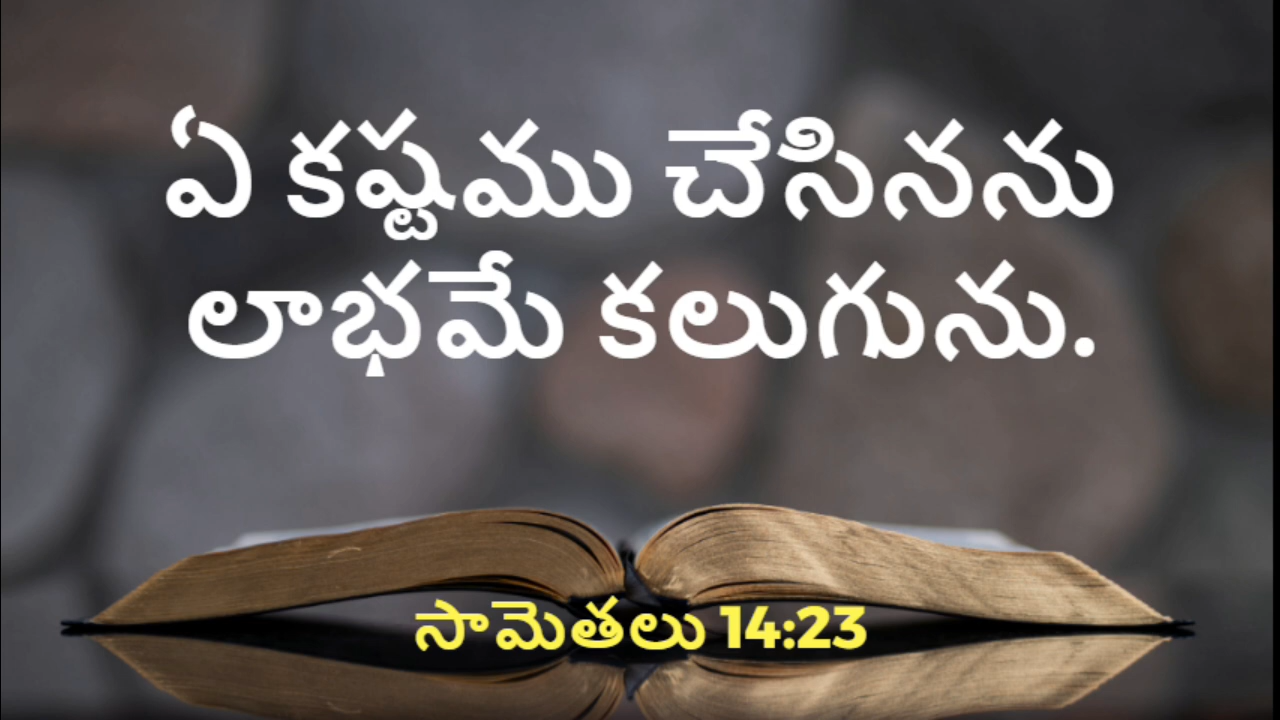 ఏ కష్టము చేసినను
లాభమే కలుగును.
సామెతలు 14:23